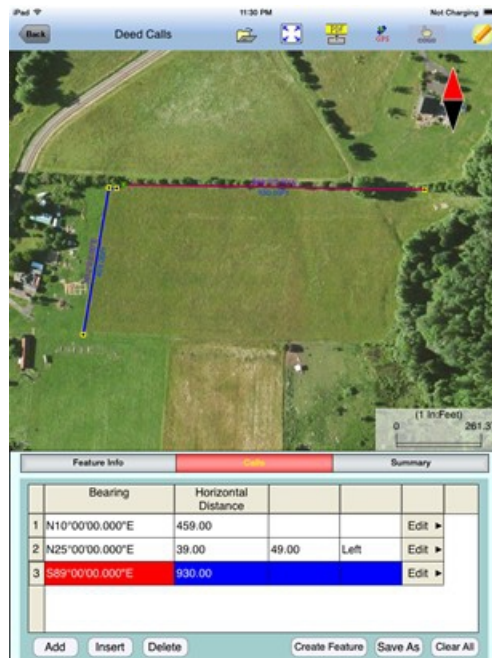 iPad 11:30 PM Not Charging
Back Deed Calls PDF GPS COGO
(1 In:Feet)
0 261.3
Feature Info Calls Summary
Bearing Horizontal Distance
1 N10°00'00.000"E 459.00 Edit
2 N25°00'00.000"E 39.00 49.00 Left Edit
3 S89°00'00.000"E 930.00 Edit
Add Insert Delete Create Feature Save As Clear All